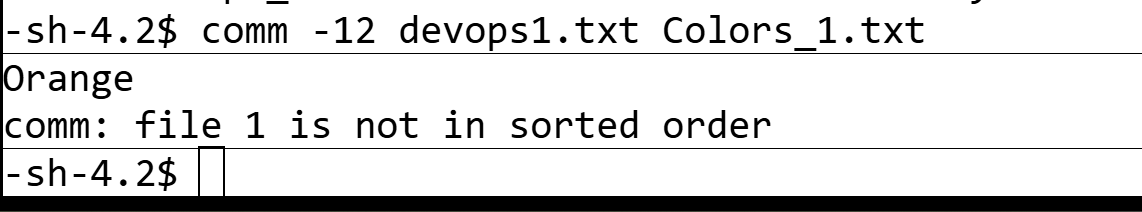 -sh-4.2$ comm -12 devops1.txt Colors_1.txt
Orange
comm: file 1 is not in sorted order
-sh-4.2$